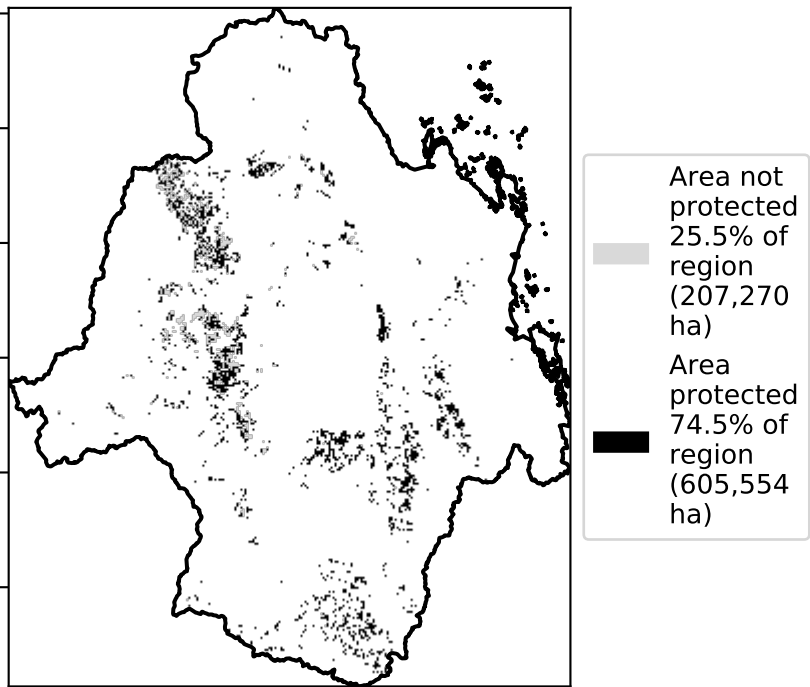 Area not
protected
25.5% of
region
(207,270
ha)
Area
protected
74.5% of
region
(605,554
ha)